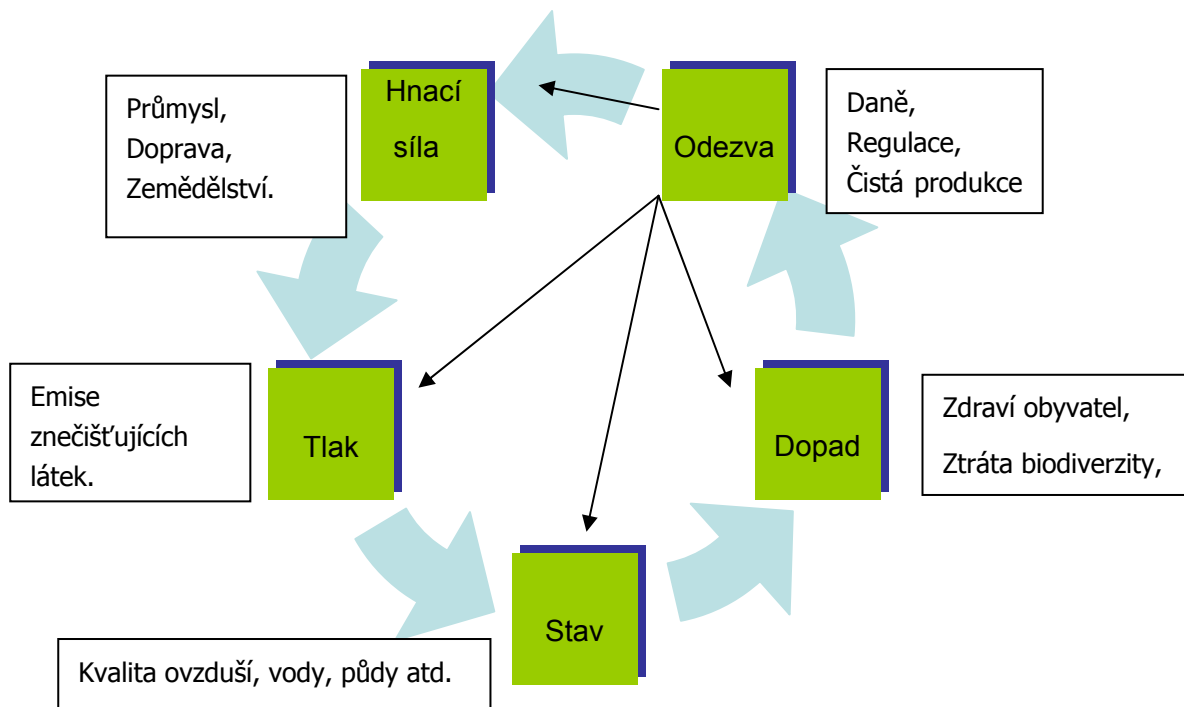 Hnací
síla
Odezva
Průmysl,
Doprava,
Zemědělství.
Daně,
Regulace,
Čistá produkce
Emise
znečišťujících
látek.
Tlak
Dopad
Zdraví obyvatel,
Ztráta biodiverzity,
Stav
Kvalita ovzduší, vody, půdy atd.